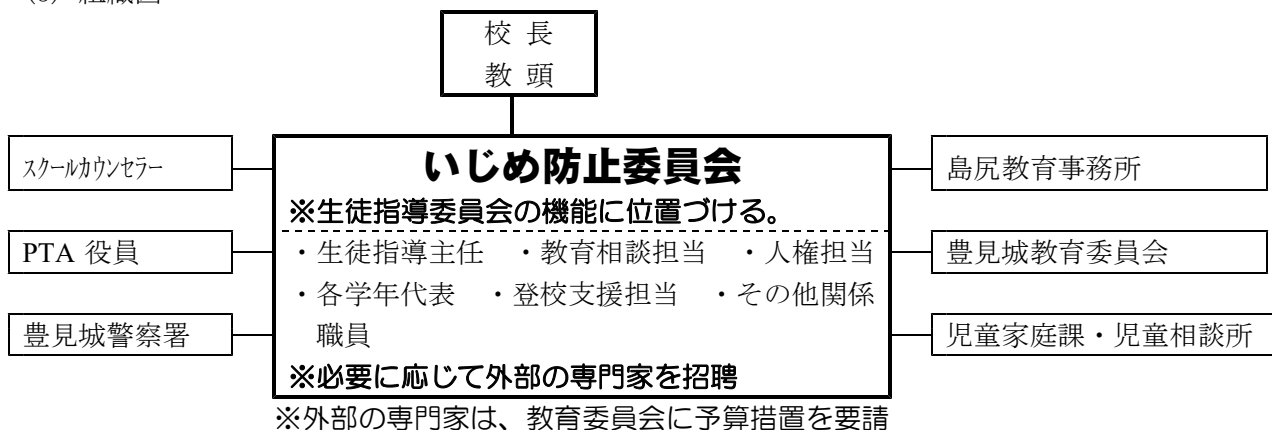 組織図
校 長
教 頭
いじめ防止委員会
※生徒指導委員会の機能に位置づける。
・生徒指導主任 ・教育相談担当 ・人権担当
・各学年代表 ・登校支援担当 ・その他関係
職員
※必要に応じて外部の専門家を招聘
スクールカウンセラー
PTA 役員
豊見城警察署
島尻教育事務所
豊見城教育委員会
児童家庭課・児童相談所
※外部の専門家は、教育委員会に予算措置を要請